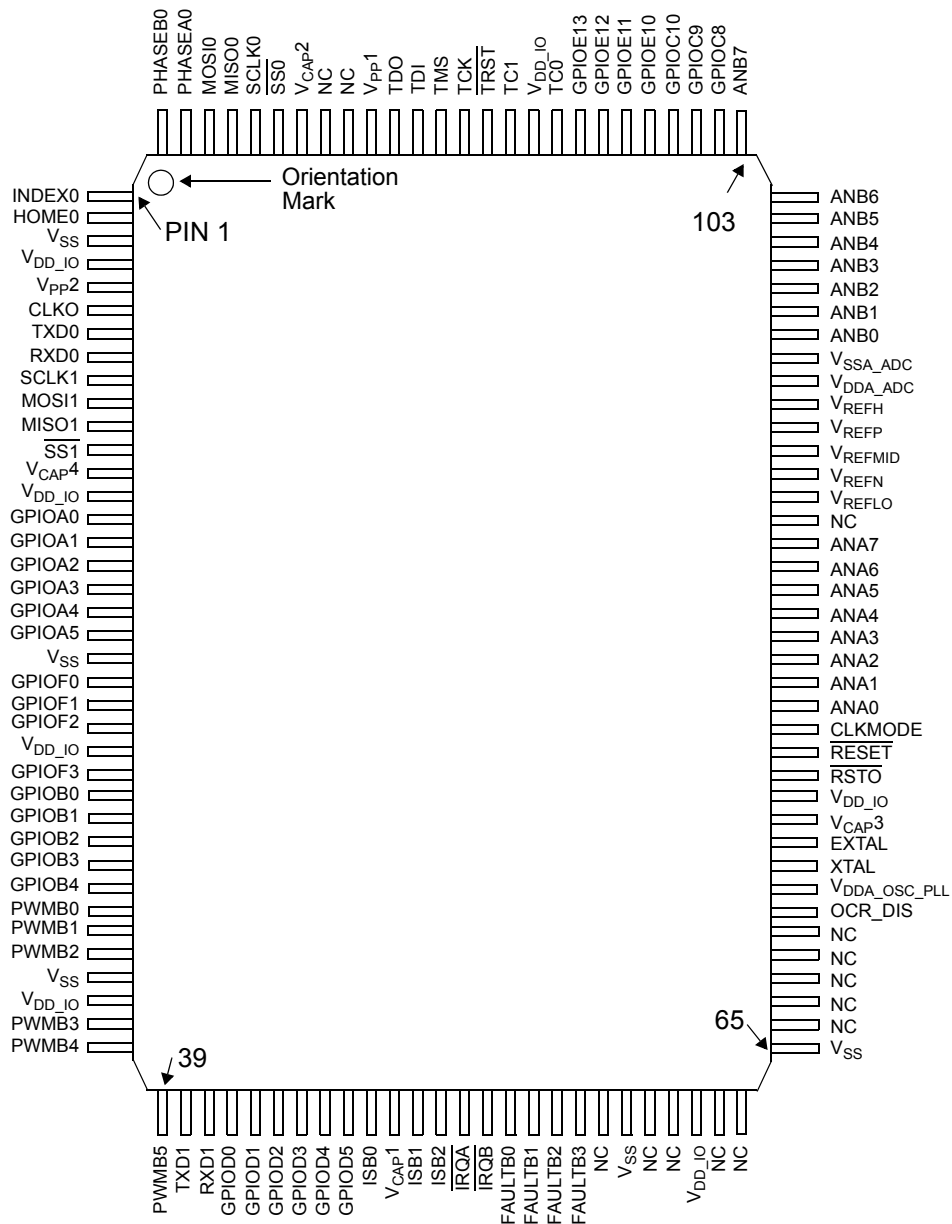 PHASEB0
PHASEA0
MOSI0
MISO0
SCLK0
SS0
VCAP2
NC
NC
VPP1
TDO
TDI
TMS
TCK
TRST
TC1
VDD_IO
TC0
GPIOE13
GPIOE12
GPIOE11
GPIOE10
GPIOC10
GPIOC9
GPIOC8
ANB7
Orientation
Mark
PIN 1
103
INDEX0
HOME0
VSS
VDD_IO
VPP2
CLKO
TXD0
RXD0
SCLK1
MOSI1
MISO1
SS1
VCAP4
VDD_IO
GPIOA0
GPIOA1
GPIOA2
GPIOA3
GPIOA4
GPIOA5
VSS
GPIOF0
GPIOF1
GPIOF2
VDD_IO
GPIOF3
GPIOB0
GPIOB1
GPIOB2
GPIOB3
GPIOB4
PWMB0
PWMB1
PWMB2
VSS
VDD_IO
PWMB3
PWMB4
ANB6
ANB5
ANB4
ANB3
ANB2
ANB1
ANB0
VSSA_ADC
VDDA_ADC
VREFH
VREFP
VREFMID
VREFN
VREFLO
NC
ANA7
ANA6
ANA5
ANA4
ANA3
ANA2
ANA1
ANA0
CLKMODE
RESET
RSTO
VDD_IO
VCAP3
EXTAL
XTAL
VDDA_OSC_PLL
OCR_DIS
NC
NC
NC
NC
NC
VSS
39
65
PWMB5
TXD1
RXD1
GPIOD0
GPIOD1
GPIOD2
GPIOD3
GPIOD4
GPIOD5
ISB0
VCAP1
ISB1
ISB2
IRQA
IRQB
FAULTB0
FAULTB1
FAULTB2
FAULTB3
NC
VSS
NC
NC
VDD_IO
NC
NC